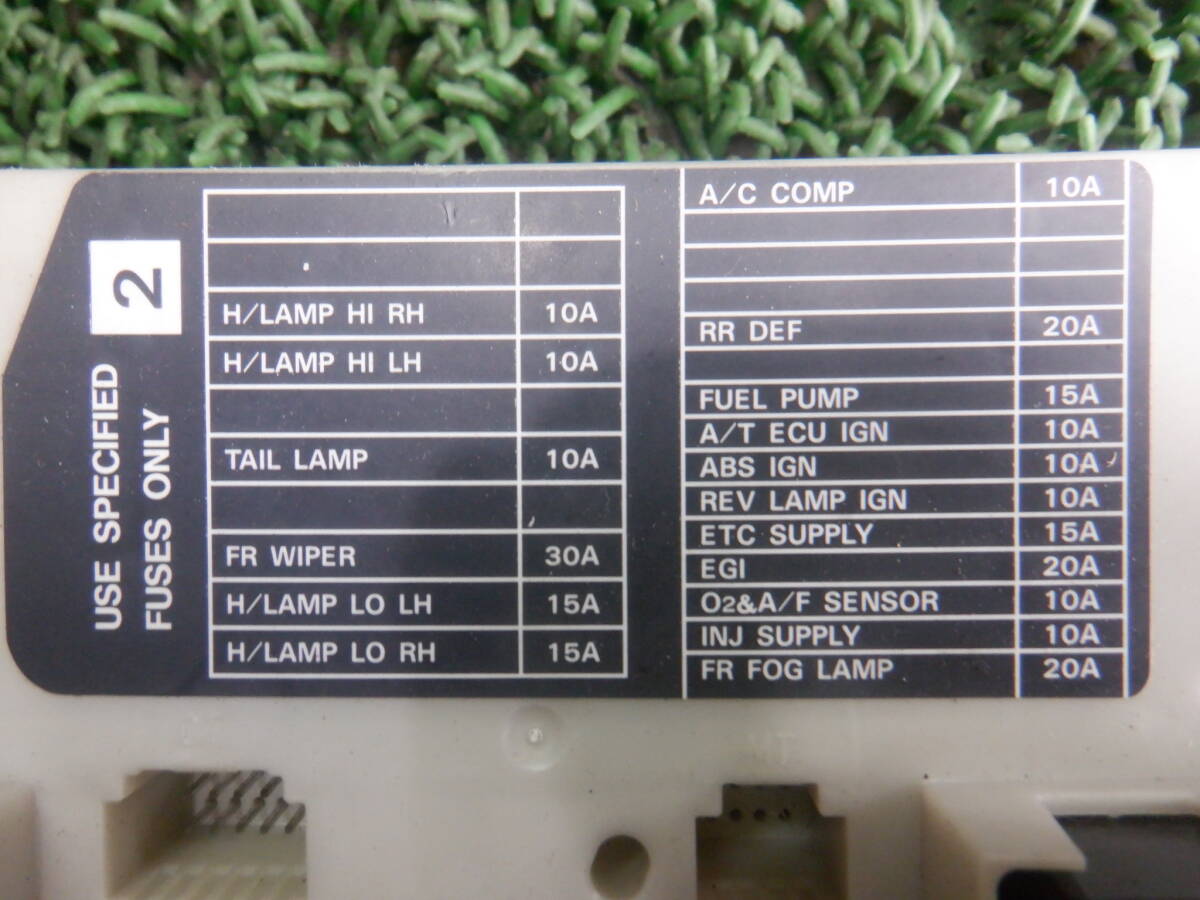 2
USE SPECIFIED
FUSES ONLY
H/LAMP HI RH 10A
H/LAMP HI LH 10A
TAIL LAMP 10A
FR WIPER 30A
H/LAMP LO LH 15A
H/LAMP LO RH 15A
A/C COMP 10A
RR DEF 20A
FUEL PUMP 15A
A/T ECU IGN 10A
ABS IGN 10A
REV LAMP IGN 10A
ETC SUPPLY 15A
EGI 20A
O2&A/F SENSOR 10A
INJ SUPPLY 10A
FR FOG LAMP 20A